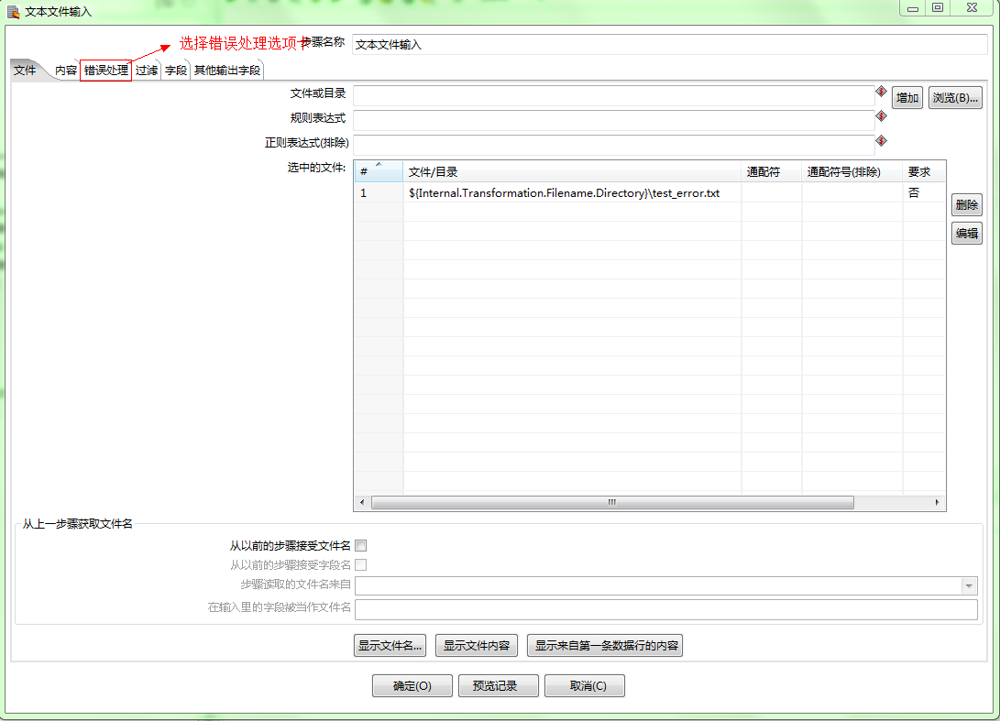 文本文件输入
选择错误处理选项卡
步骤名称 文本文件输入
文件 内容 错误处理 过滤 字段 其他输出字段
文件或目录 增加 浏览(B)...
规则表达式
正则表达式(排除)
选中的文件: # 文件/目录 通配符 通配符号(排除) 要求
1 ${Internal.Transformation.Filename.Directory}\test_error.txt 否
删除
编辑
从上一步骤获取文件名
从以前的步骤接受文件名
从以前的步骤接受字段名
步骤读取的文件名来自
在输入里的字段被当作文件名
显示文件名... 显示文件内容 显示来自第一条数据行的内容
确定(O) 预览记录 取消(C)